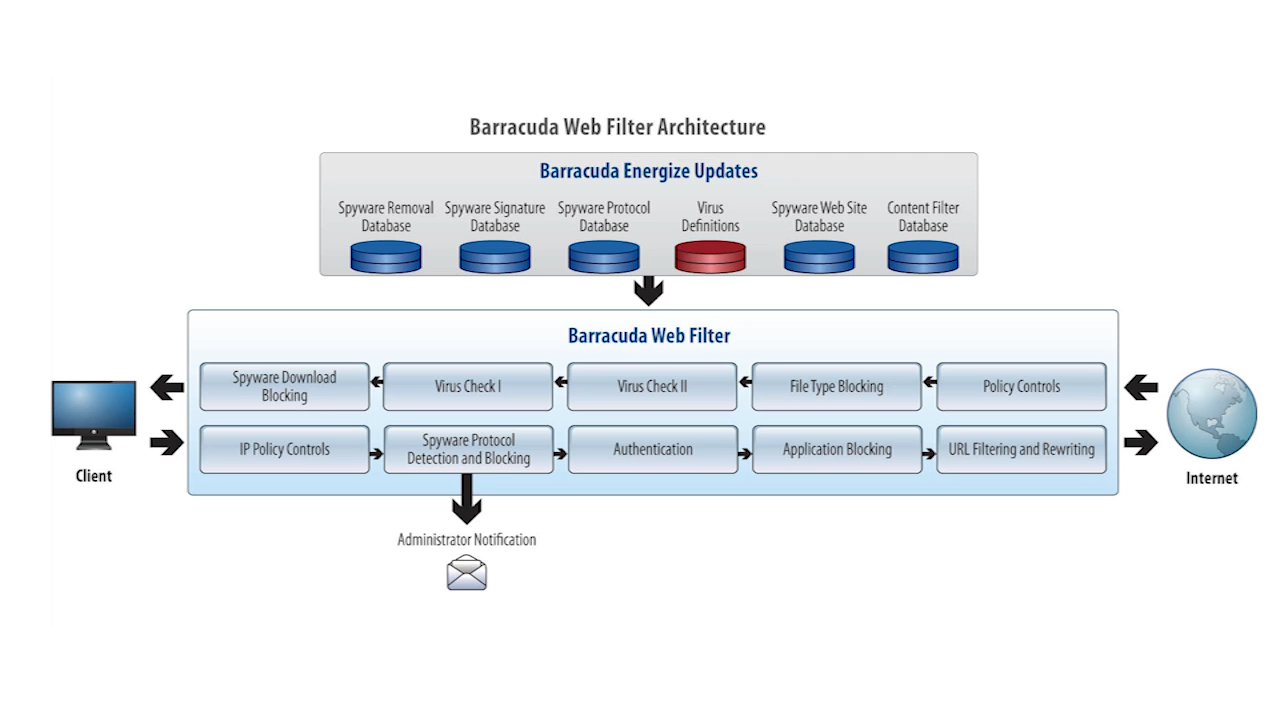 Barracuda Web Filter Architecture
Barracuda Energize Updates
Spyware Removal
Database
Spyware Signature
Database
Spyware Protocol
Database
Virus
Definitions
Spyware Web Site
Database
Content Filter
Database
Barracuda Web Filter
Spyware Download
Blocking
Virus Check I
Virus Check II
File Type Blocking
Policy Controls
IP Policy Controls
Spyware Protocol
Detection and Blocking
Authentication
Application Blocking
URL Filtering and Rewriting
Client
Internet
Administrator Notification